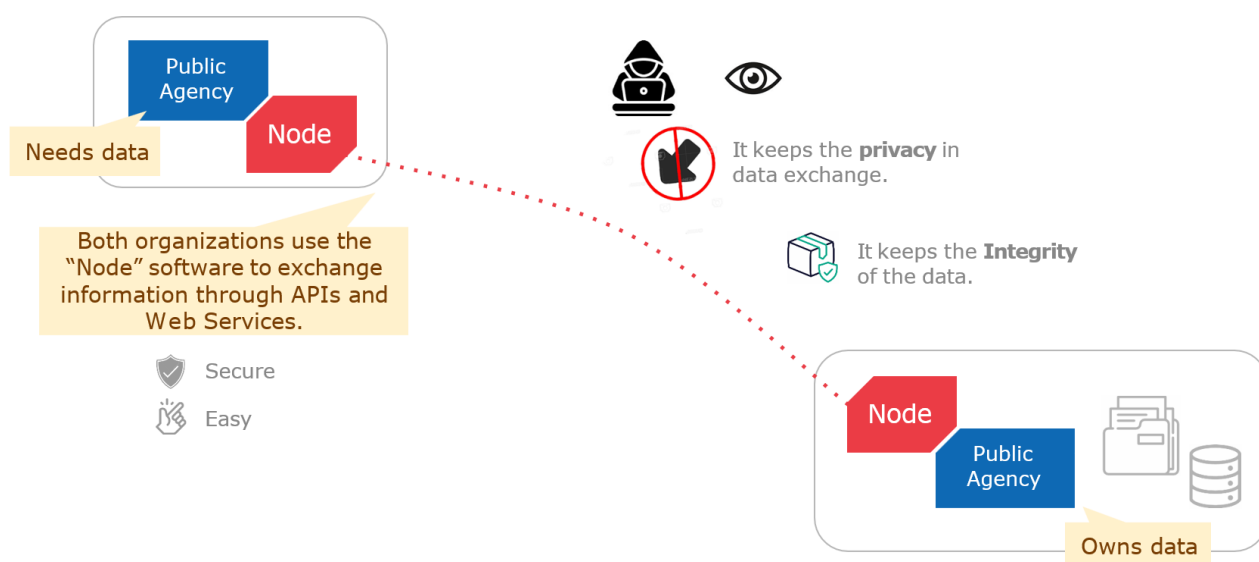 Public
Agency
Node
Needs data
Both organizations use the
“Node” software to exchange
information through APIs and
Web Services.
Secure
Easy
It keeps the privacy in
data exchange.
It keeps the Integrity
of the data.
Node
Public
Agency
Owns data